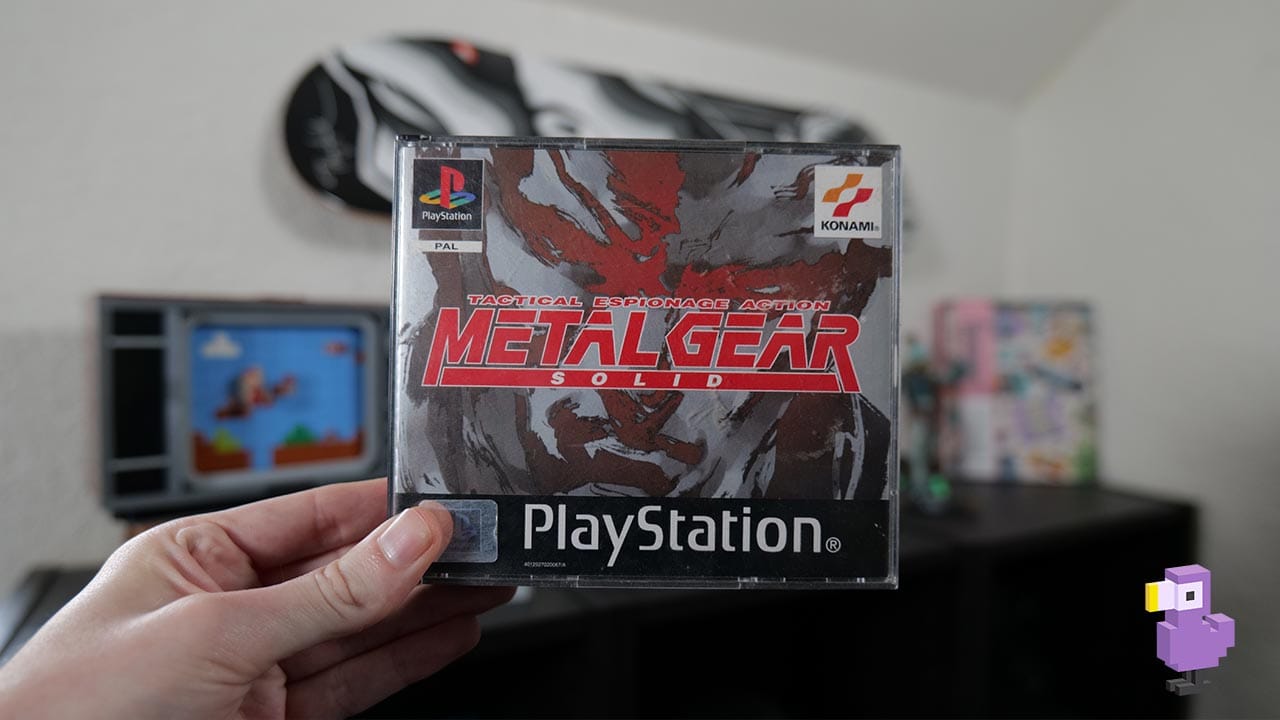 PlayStation
PAL
KONAMI®
TACTICAL ESPIONAGE ACTION
METAL GEAR
SOLID
PlayStation®